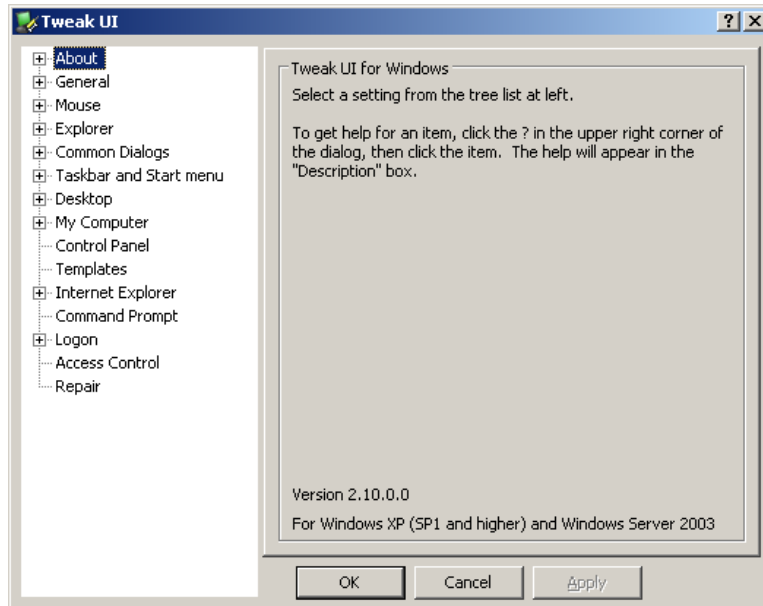 Tweak UI
About
General
Mouse
Explorer
Common Dialogs
Taskbar and Start menu
Desktop
My Computer
Control Panel
Templates
Internet Explorer
Command Prompt
Logon
Access Control
Repair
Tweak UI for Windows
Select a setting from the tree list at left.
To get help for an item, click the ? in the upper right corner of
the dialog, then click the item. The help will appear in the
"Description" box.
Version 2.10.0.0
For Windows XP (SP1 and higher) and Windows Server 2003
OK
Cancel
Apply